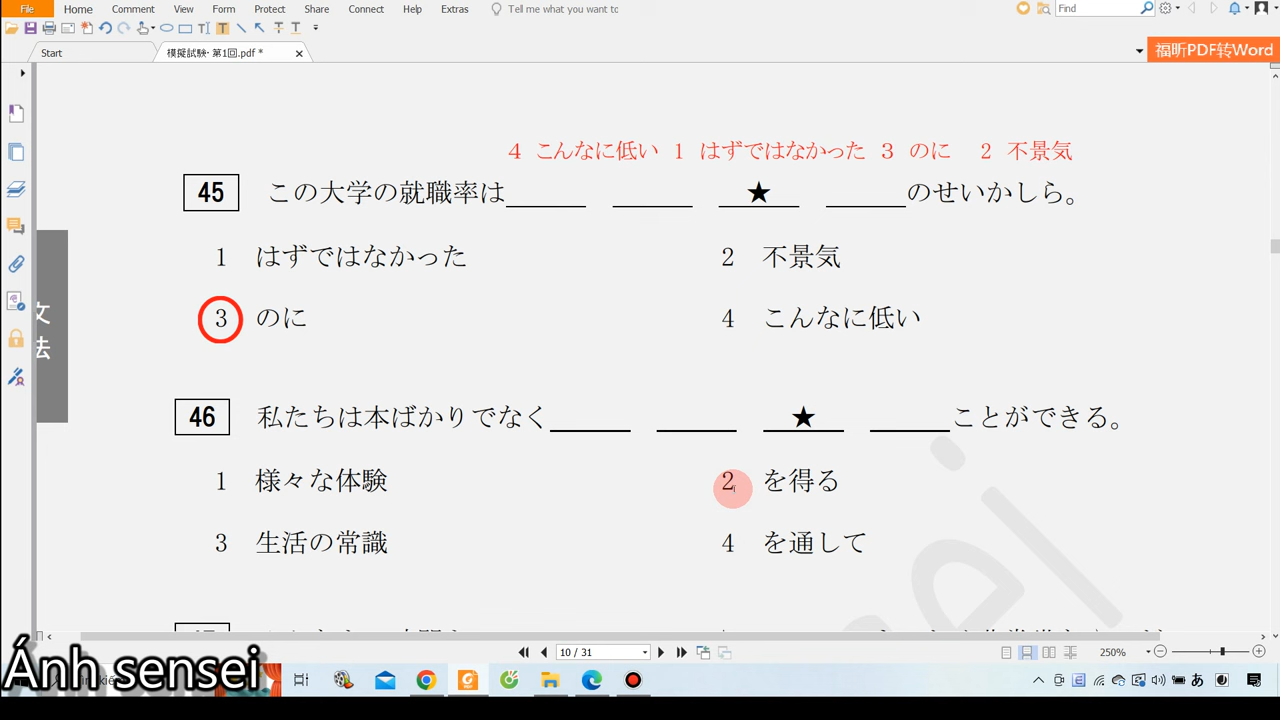 File Home Comment View Form Protect Share Connect Help Extras Tell me what you want to Find
Start 模擬試験- 第1回.pdf * 福昕PDF转Word
4 こんなに低い 1 はずではなかった 3 のに 2 不景気
45 この大学の就職率は ★ のせいかしら。
1 はずではなかった 2 不景気
3 のに 4 こんなに低い
文法
46 私たちは本ばかりでなく ★ ことができる。
1 様々な体験 2 を得る
3 生活の常識 4 を通して
10 / 31 250%
Ánh sensei